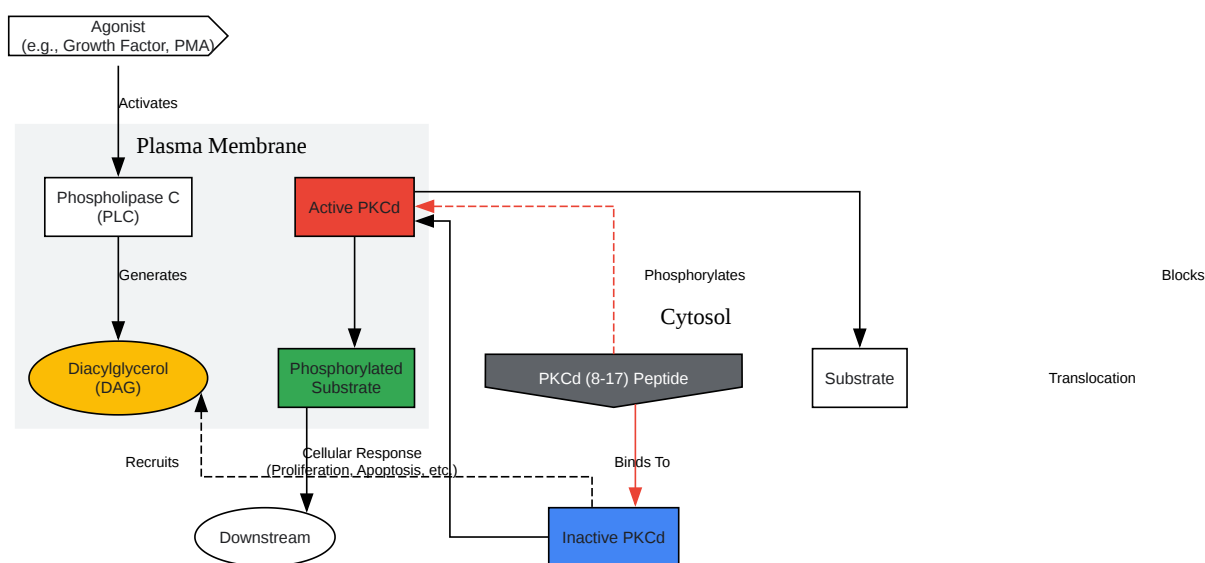 Agonist
(e.g., Growth Factor, PMA)
Activates
Plasma Membrane
Phospholipase C
(PLC)
Active PKCd
Generates
Phosphorylates
Blocks
Cytosol
Diacylglycerol
(DAG)
Phosphorylated
Substrate
PKCd (8-17) Peptide
Substrate
Translocation
Recruits
Cellular Response
(Proliferation, Apoptosis, etc.)
Binds To
Downstream
Inactive PKCd